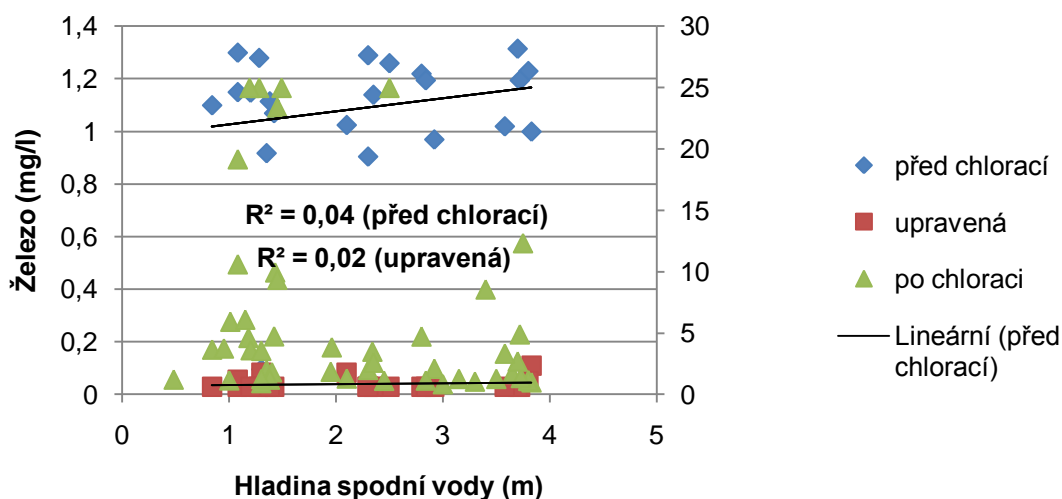 1,4
1,2
1
0,8
0,6
0,4
0,2
0
30
25
20
15
10
5
0
0 1 2 3 4 5
Železo (mg/l)
Hladina spodní vody (m)
R² = 0,04 (před chlorací)
R² = 0,02 (upravená)
před chlorací
upravená
po chloraci
Lineární (před
chlorací)